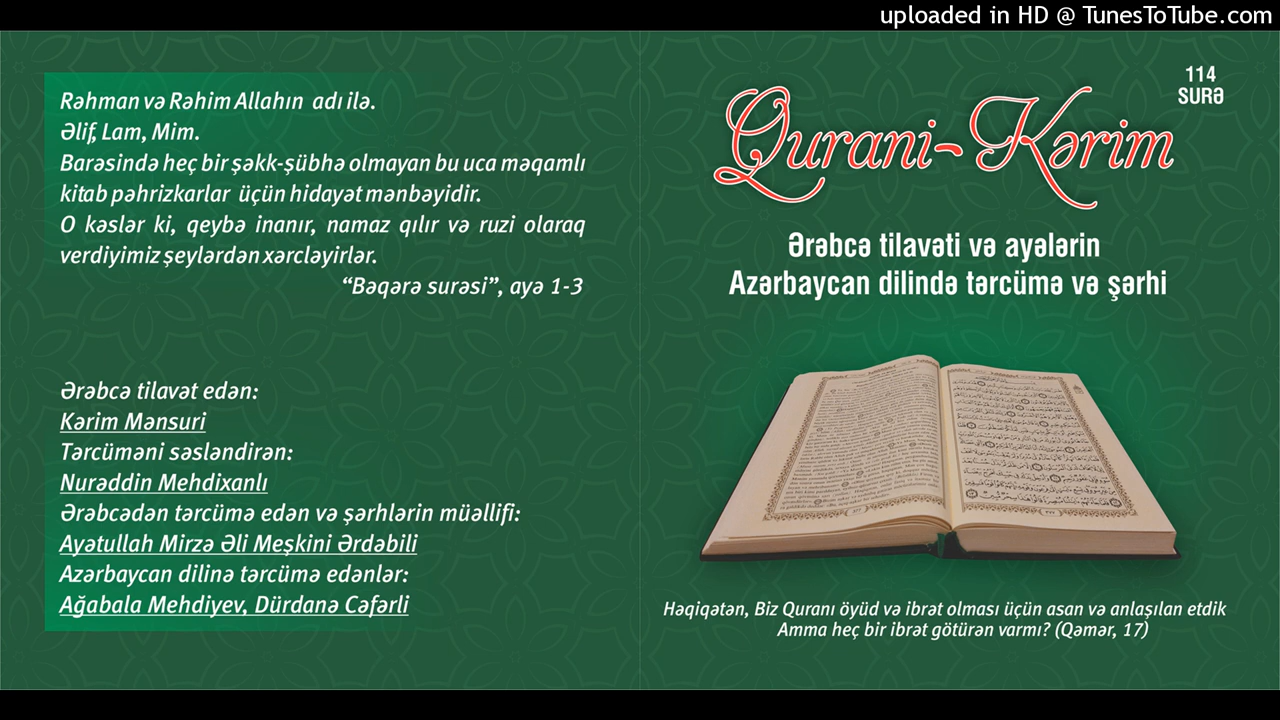 uploaded in HD @ TunesToTube.com
Rəhman və Rəhim Allahın adı ilə.
Əlif, Lam, Mim.
Barəsində heç bir şəkk-şübhə olmayan bu uca məqamlı
kitab pəhrizkarlar üçün hidayət mənbəyidir.
O kəslər ki, qeybə inanır, namaz qılır və ruzi olaraq
verdiyimiz şeylərdən xərcləyirlər.
“Bəqərə surəsi”, ayə 1-3
Ərəbcə tilavət edən:
Kərim Mənsuri
Tərcüməni səsləndirən:
Nurəddin Mehdixanlı
Ərəbcədən tərcümə edən və şərhlərin müəllifi:
Ayətullah Mirzə Əli Meşkini Ərdəbili
Azərbaycan dilinə tərcümə edənlər:
Ağabala Mehdiyev, Dürdanə Cəfərli
114
SURƏ
Qurani-Kərim
Ərəbcə tilavəti və ayələrin
Azərbaycan dilində tərcümə və şərhi
Həqiqətən, Biz Quranı öyüd və ibrət olması üçün asan və anlaşılan etdik
Amma heç bir ibrət götürən varmı? (Qəmər, 17)